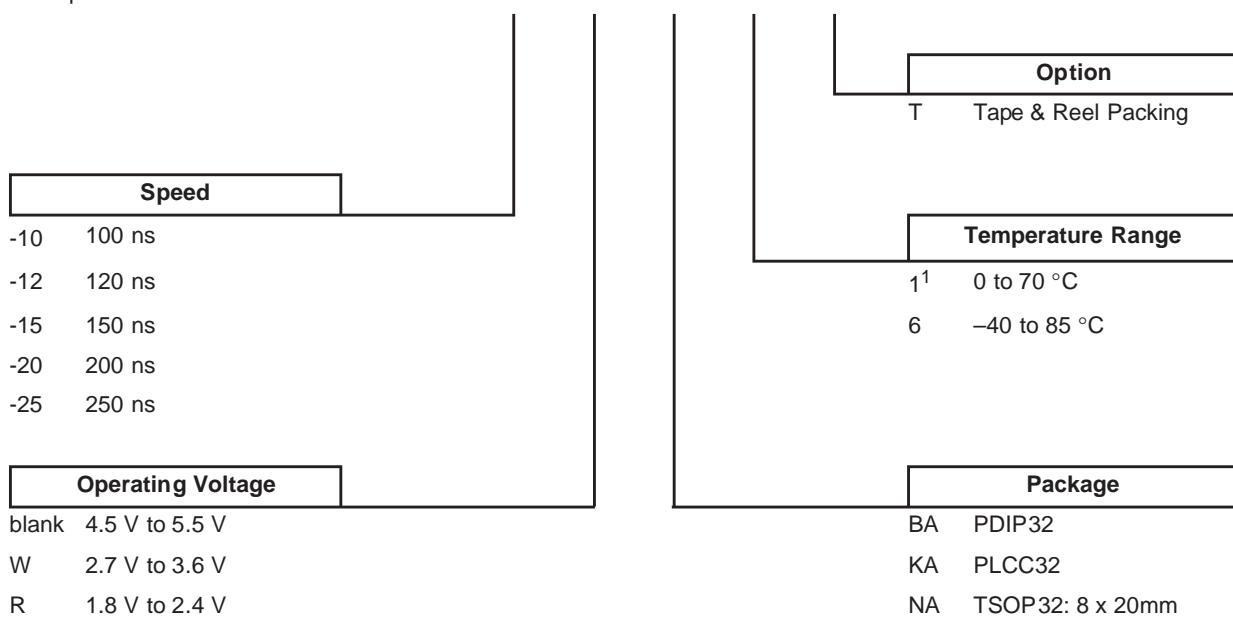 Option
T Tape & Reel Packing
Speed
-10 100 ns
-12 120 ns
-15 150 ns
-20 200 ns
-25 250 ns
Temperature Range
1¹ 0 to 70 °C
6 –40 to 85 °C
Operating Voltage
blank 4.5 V to 5.5 V
W 2.7 V to 3.6 V
R 1.8 V to 2.4 V
Package
BA PDIP32
KA PLCC32
NA TSOP32: 8 x 20mm